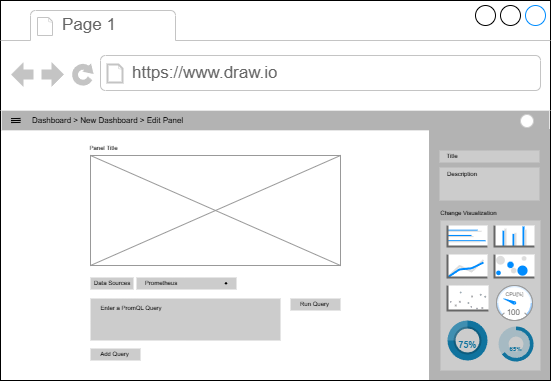 Page 1
https://www.draw.io
Dashboard > New Dashboard > Edit Panel
Panel Title
Title
Description
Change Visualization
Data Sources
Prometheus
CPU(%)
100
Enter a PromQL Query
Run Query
75%
65%
Add Query